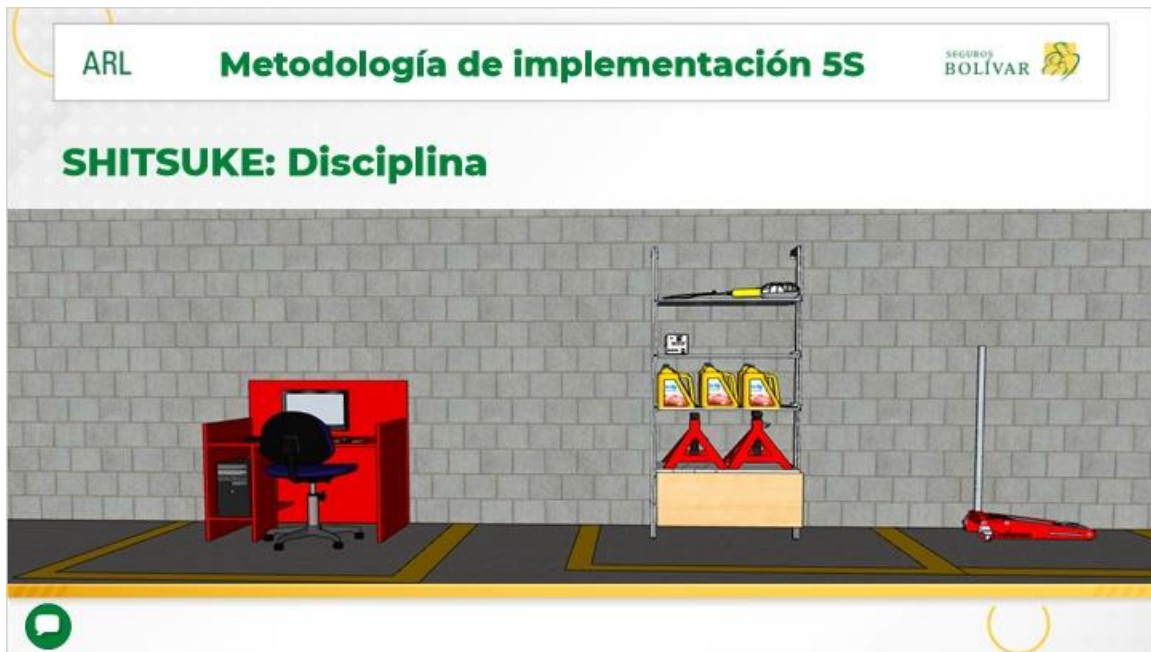 ARL
Metodología de implementación 5S
SEGUROS
BOLÍVAR
SHITSUKE: Disciplina